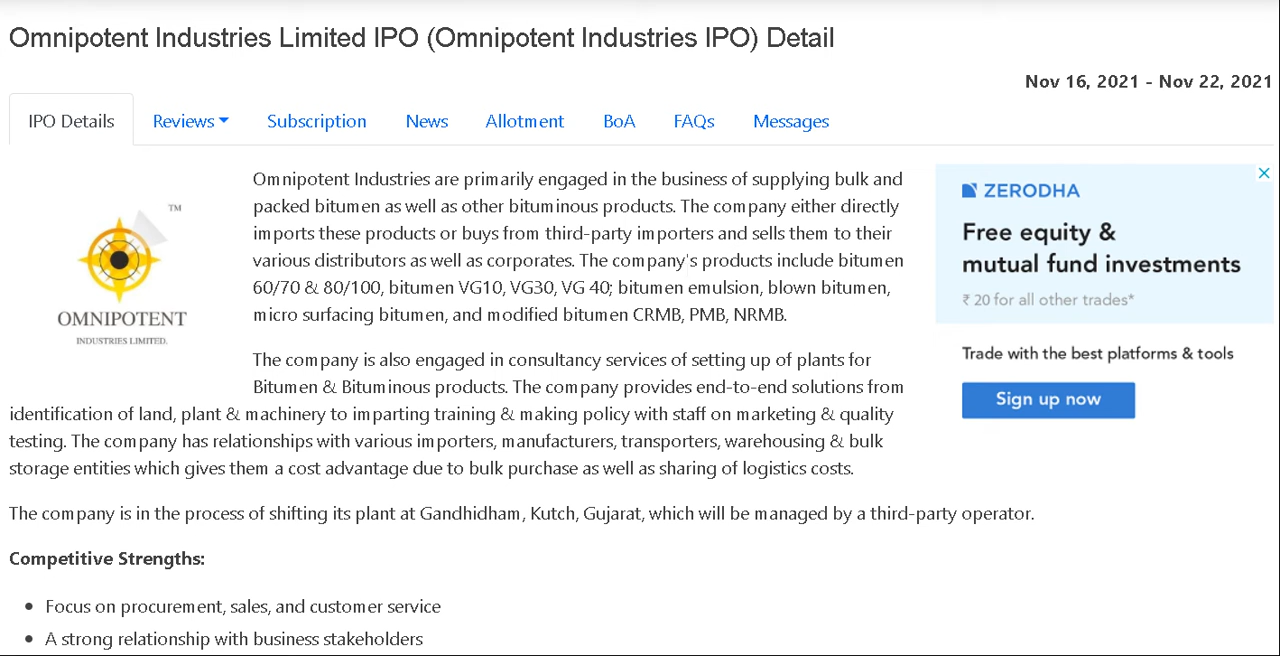 Omnipotent Industries Limited IPO (Omnipotent Industries IPO) Detail
Nov 16, 2021 - Nov 22, 2021
IPO Details Reviews Subscription News Allotment BoA FAQs Messages
TM
OMNIPOTENT
INDUSTRIES LIMITED.
Omnipotent Industries are primarily engaged in the business of supplying bulk and
packed bitumen as well as other bituminous products. The company either directly
imports these products or buys from third-party importers and sells them to their
various distributors as well as corporates. The company's products include bitumen
60/70 & 80/100, bitumen VG10, VG30, VG 40; bitumen emulsion, blown bitumen,
micro surfacing bitumen, and modified bitumen CRMB, PMB, NRMB.
The company is also engaged in consultancy services of setting up of plants for
Bitumen & Bituminous products. The company provides end-to-end solutions from
identification of land, plant & machinery to imparting training & making policy with staff on marketing & quality
testing. The company has relationships with various importers, manufacturers, transporters, warehousing & bulk
storage entities which gives them a cost advantage due to bulk purchase as well as sharing of logistics costs.
The company is in the process of shifting its plant at Gandhidham, Kutch, Gujarat, which will be managed by a third-party operator.
Competitive Strengths:
• Focus on procurement, sales, and customer service
• A strong relationship with business stakeholders
ZERODHA
Free equity &
mutual fund investments
₹ 20 for all other trades*
Trade with the best platforms & tools
Sign up now